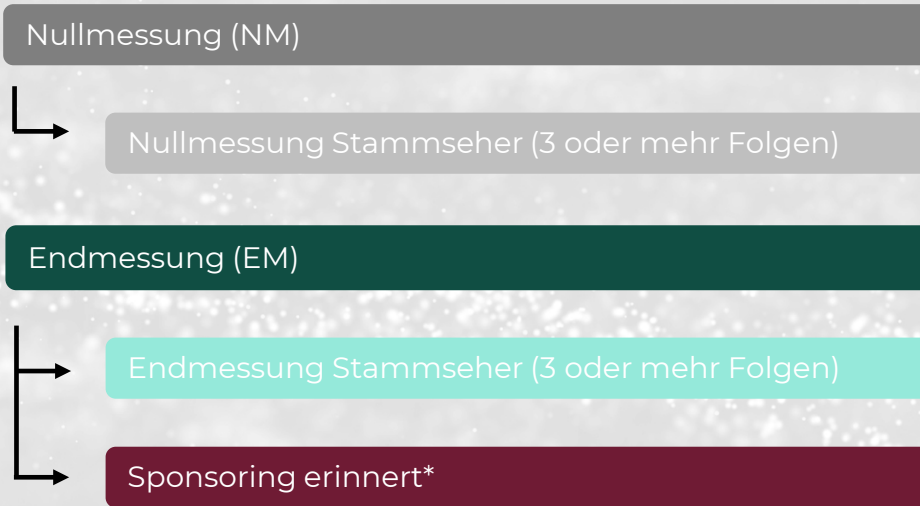 Nullmessung (NM)
Nullmessung Stammseher (3 oder mehr Folgen)
Endmessung (EM)
Endmessung Stammseher (3 oder mehr Folgen)
Sponsoring erinnert*